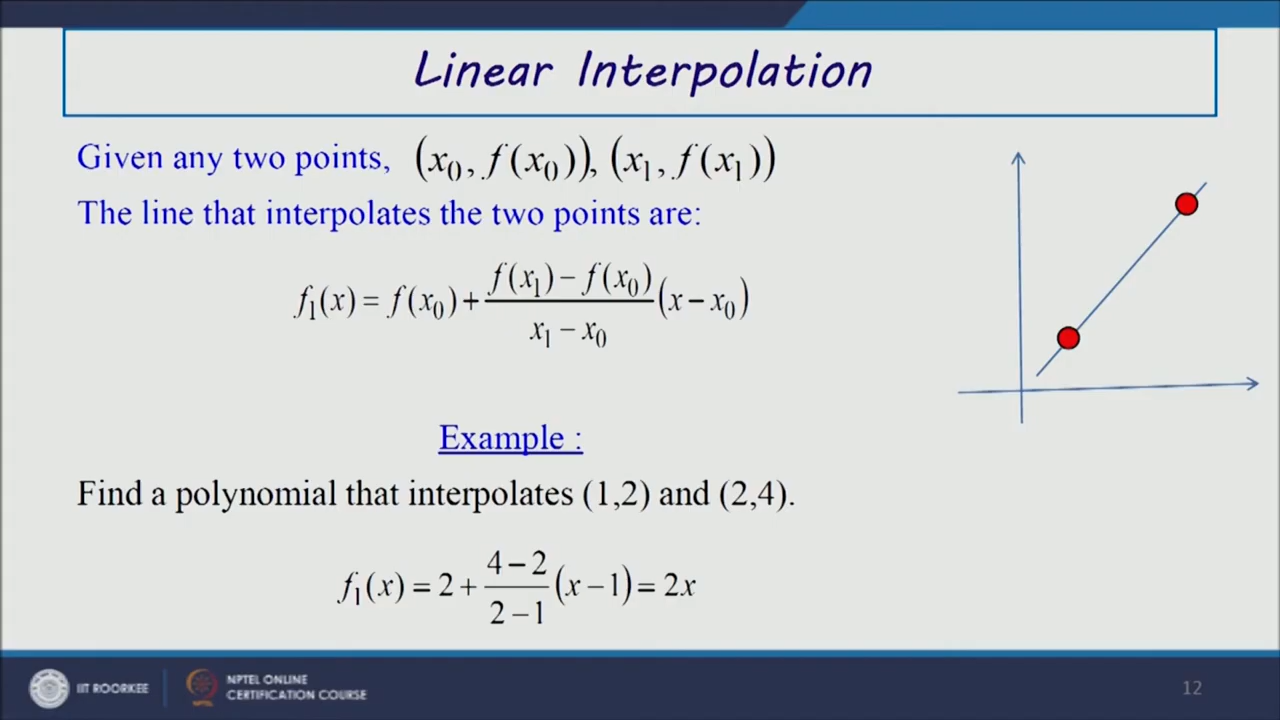 Linear Interpolation
Given any two points, (x₀, f(x₀)), (x₁, f(x₁))
The line that interpolates the two points are:
f₁(x) = f(x₀) + \frac{f(x₁) − f(x₀)}{x₁ − x₀} (x − x₀)
Example :
Find a polynomial that interpolates (1,2) and (2,4).
f₁(x) = 2 + \frac{4 − 2}{2 − 1} (x − 1) = 2x
IIT ROORKEE
NPTEL ONLINE
CERTIFICATION COURSE
12